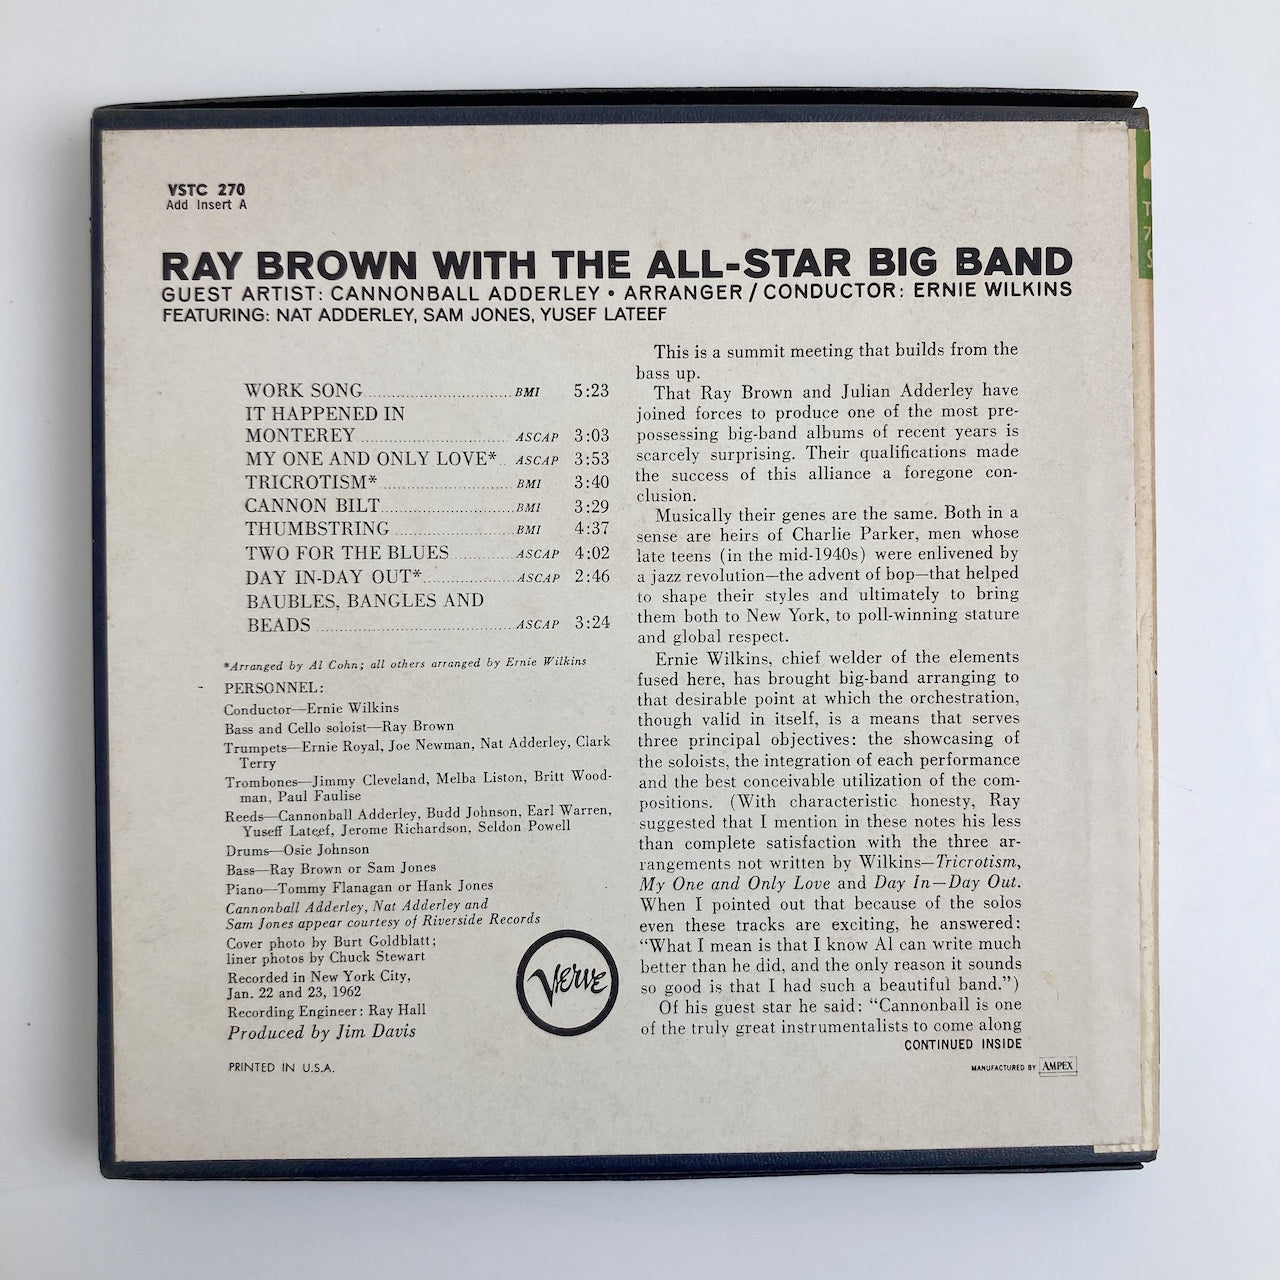 VSTC 270
Add Insert A
RAY BROWN WITH THE ALL-STAR BIG BAND
GUEST ARTIST: CANNONBALL ADDERLEY • ARRANGER / CONDUCTOR: ERNIE WILKINS
FEATURING: NAT ADDERLEY, SAM JONES, YUSEF LATEEF
WORK SONG BMI 5:23
IT HAPPENED IN
MONTEREY ASCAP 3:03
MY ONE AND ONLY LOVE* ASCAP 3:53
TRICROTISM* BMI 3:40
CANNON BILT BMI 3:29
THUMBSTRING BMI 4:37
TWO FOR THE BLUES ASCAP 4:02
DAY IN-DAY OUT* ASCAP 2:46
BAUBLES, BANGLES AND
BEADS ASCAP 3:24
*Arranged by Al Cohn; all others arranged by Ernie Wilkins
PERSONNEL:
Conductor—Ernie Wilkins
Bass and Cello soloist—Ray Brown
Trumpets—Ernie Royal, Joe Newman, Nat Adderley, Clark
Terry
Trombones—Jimmy Cleveland, Melba Liston, Britt Wood-
man, Paul Faulise
Reeds—Cannonball Adderley, Budd Johnson, Earl Warren,
Yuseff Lateef, Jerome Richardson, Seldon Powell
Drums—Osie Johnson
Bass—Ray Brown or Sam Jones
Piano—Tommy Flanagan or Hank Jones
Cannonball Adderley, Nat Adderley and
Sam Jones appear courtesy of Riverside Records
Cover photo by Burt Goldblatt;
liner photos by Chuck Stewart
Recorded in New York City,
Jan. 22 and 23, 1962
Recording Engineer: Ray Hall
Produced by Jim Davis
Verve
PRINTED IN U.S.A.
This is a summit meeting that builds from the
bass up.
That Ray Brown and Julian Adderley have
joined forces to produce one of the most pre-
possessing big-band albums of recent years is
scarcely surprising. Their qualifications made
the success of this alliance a foregone con-
clusion.
Musically their genes are the same. Both in a
sense are heirs of Charlie Parker, men whose
late teens (in the mid-1940s) were enlivened by
a jazz revolution—the advent of bop—that helped
to shape their styles and ultimately to bring
them both to New York, to poll-winning stature
and global respect.
Ernie Wilkins, chief welder of the elements
fused here, has brought big-band arranging to
that desirable point at which the orchestration,
though valid in itself, is a means that serves
three principal objectives: the showcasing of
the soloists, the integration of each performance
and the best conceivable utilization of the com-
positions. (With characteristic honesty, Ray
suggested that I mention in these notes his less
than complete satisfaction with the three ar-
rangements not written by Wilkins—Tricrotism,
My One and Only Love and Day In—Day Out.
When I pointed out that because of the solos
even these tracks are exciting, he answered:
“What I mean is that I know Al can write much
better than he did, and the only reason it sounds
so good is that I had such a beautiful band.”)
Of his guest star he said: “Cannonball is one
of the truly great instrumentalists to come along
CONTINUED INSIDE
MANUFACTURED BY AMPEX